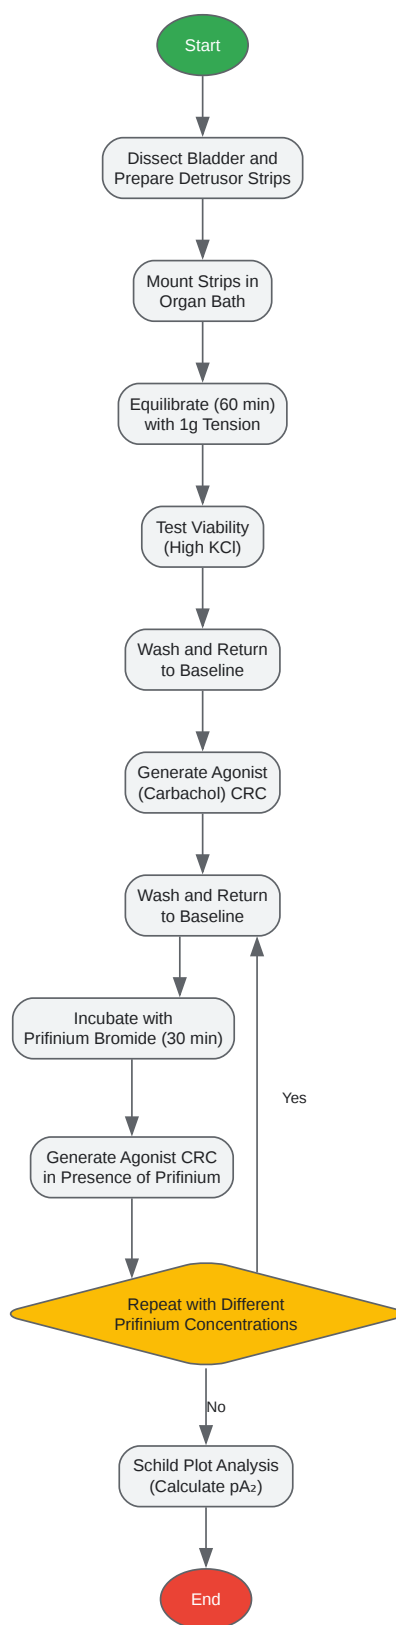 Start
Dissect Bladder and
Prepare Detrusor Strips
Mount Strips in
Organ Bath
Equilibrate (60 min)
with 1g Tension
Test Viability
(High KCl)
Wash and Return
to Baseline
Generate Agonist
(Carbachol) CRC
Wash and Return
to Baseline
Incubate with
Prifinium Bromide (30 min)
Yes
Generate Agonist CRC
in Presence of Prifinium
Repeat with Different
Prifinium Concentrations
No
Schild Plot Analysis
(Calculate pA₂)
End